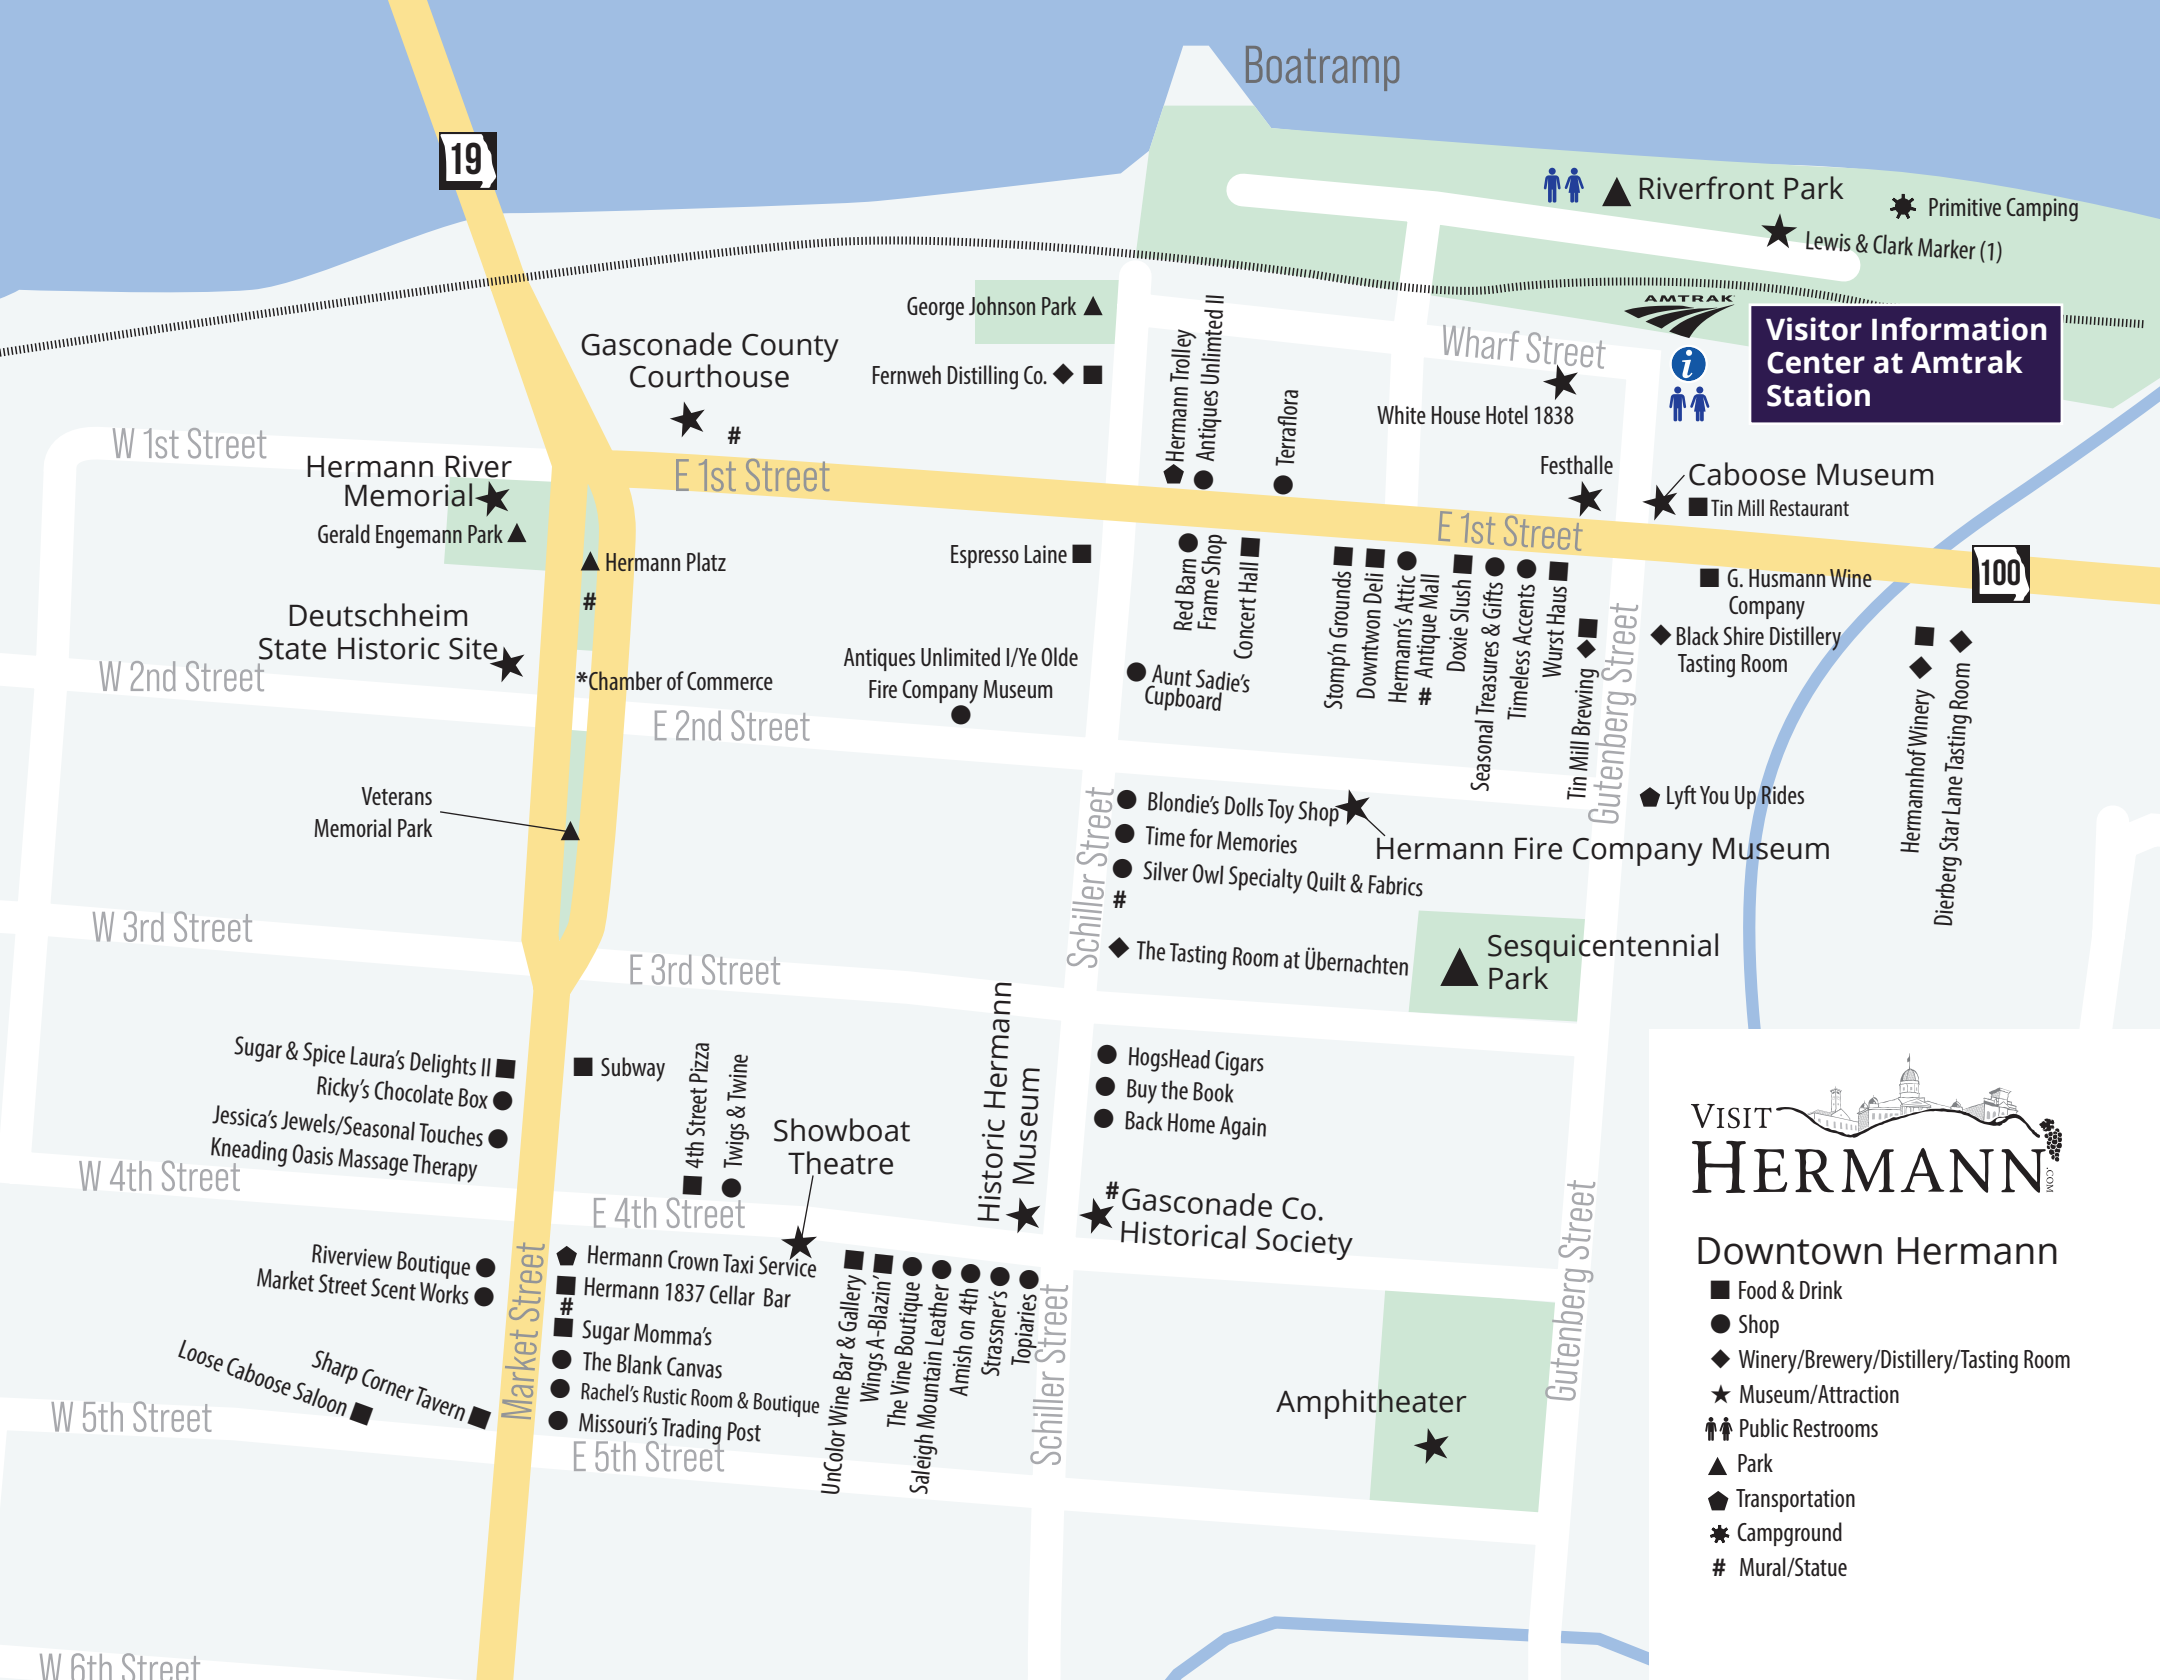 Boatramp
19
Riverfront Park
Primitive Camping
Lewis & Clark Marker (1)
AMTRAK
Visitor Information
Center at Amtrak
Station
i
George Johnson Park
Fernweh Distilling Co.
Gasconade County
Courthouse
#
Hermann Trolley
Antiques Unlimted II
Terraflora
Wharf Street
White House Hotel 1838
Festhalle
Caboose Museum
Tin Mill Restaurant
W 1st Street
E 1st Street
E 1st Street
100
Hermann River
Memorial
Gerald Engemann Park
Hermann Platz
#
Deutschheim
State Historic Site
*Chamber of Commerce
Espresso Laine
Red Barn
Frame Shop
Concert Hall
Stomp'n Grounds
Downtwon Deli
Hermann's Attic
# Antique Mall
Doxie Slush
Seasonal Treasures & Gifts
Timeless Accents
Wurst Haus
Tin Mill Brewing
Gutenberg Street
G. Husmann Wine
Company
Black Shire Distillery
Tasting Room
Hermannhof Winery
Dierberg Star Lane Tasting Room
Antiques Unlimited I/Ye Olde
Fire Company Museum
Aunt Sadie's
Cupboard
W 2nd Street
E 2nd Street
Veterans
Memorial Park
Schiller Street
Blondie's Dolls Toy Shop
Time for Memories
Silver Owl Specialty Quilt & Fabrics
#
The Tasting Room at Übernachten
Hermann Fire Company Museum
Lyft You Up Rides
Sesquicentennial
Park
W 3rd Street
E 3rd Street
Sugar & Spice Laura's Delights II
Ricky's Chocolate Box
Jessica's Jewels/Seasonal Touches
Kneading Oasis Massage Therapy
Subway
4th Street Pizza
Twigs & Twine
Showboat
Theatre
Historic Hermann
Museum
HogsHead Cigars
Buy the Book
Back Home Again
#
Gasconade Co.
Historical Society
W 4th Street
E 4th Street
Riverview Boutique
Market Street Scent Works
Loose Caboose Saloon
Sharp Corner Tavern
Market Street
Hermann Crown Taxi Service
Hermann 1837 Cellar Bar
#
Sugar Momma's
The Blank Canvas
Rachel's Rustic Room & Boutique
Missouri's Trading Post
UnColor Wine Bar & Gallery
Wings A-Blazin'
The Vine Boutique
Saleigh Mountain Leather
Amish on 4th
Strassner's
Topiaries
Schiller Street
Gutenberg Street
Amphitheater
W 5th Street
E 5th Street
W 6th Street
VISIT
HERMANN
.COM
Downtown Hermann
Food & Drink
Shop
Winery/Brewery/Distillery/Tasting Room
Museum/Attraction
Public Restrooms
Park
Transportation
Campground
# Mural/Statue